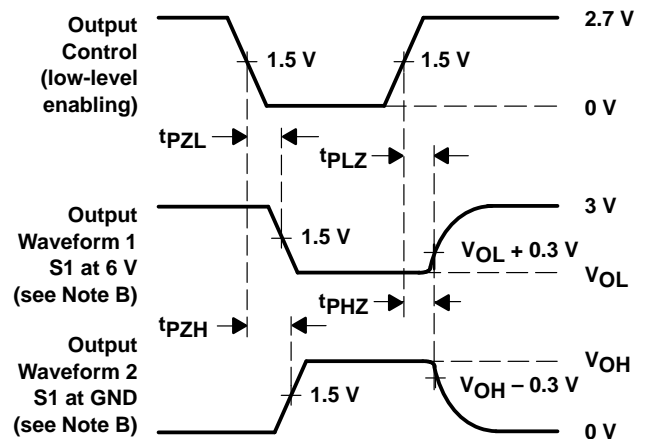 Output
Control
(low-level
enabling)
2.7 V
1.5 V
1.5 V
0 V
tPZL
tPLZ
Output
Waveform 1
S1 at 6 V
(see Note B)
3 V
1.5 V
VOL + 0.3 V
VOL
tPHZ
tPZH
Output
Waveform 2
S1 at GND
(see Note B)
VOH
1.5 V
VOH – 0.3 V
0 V